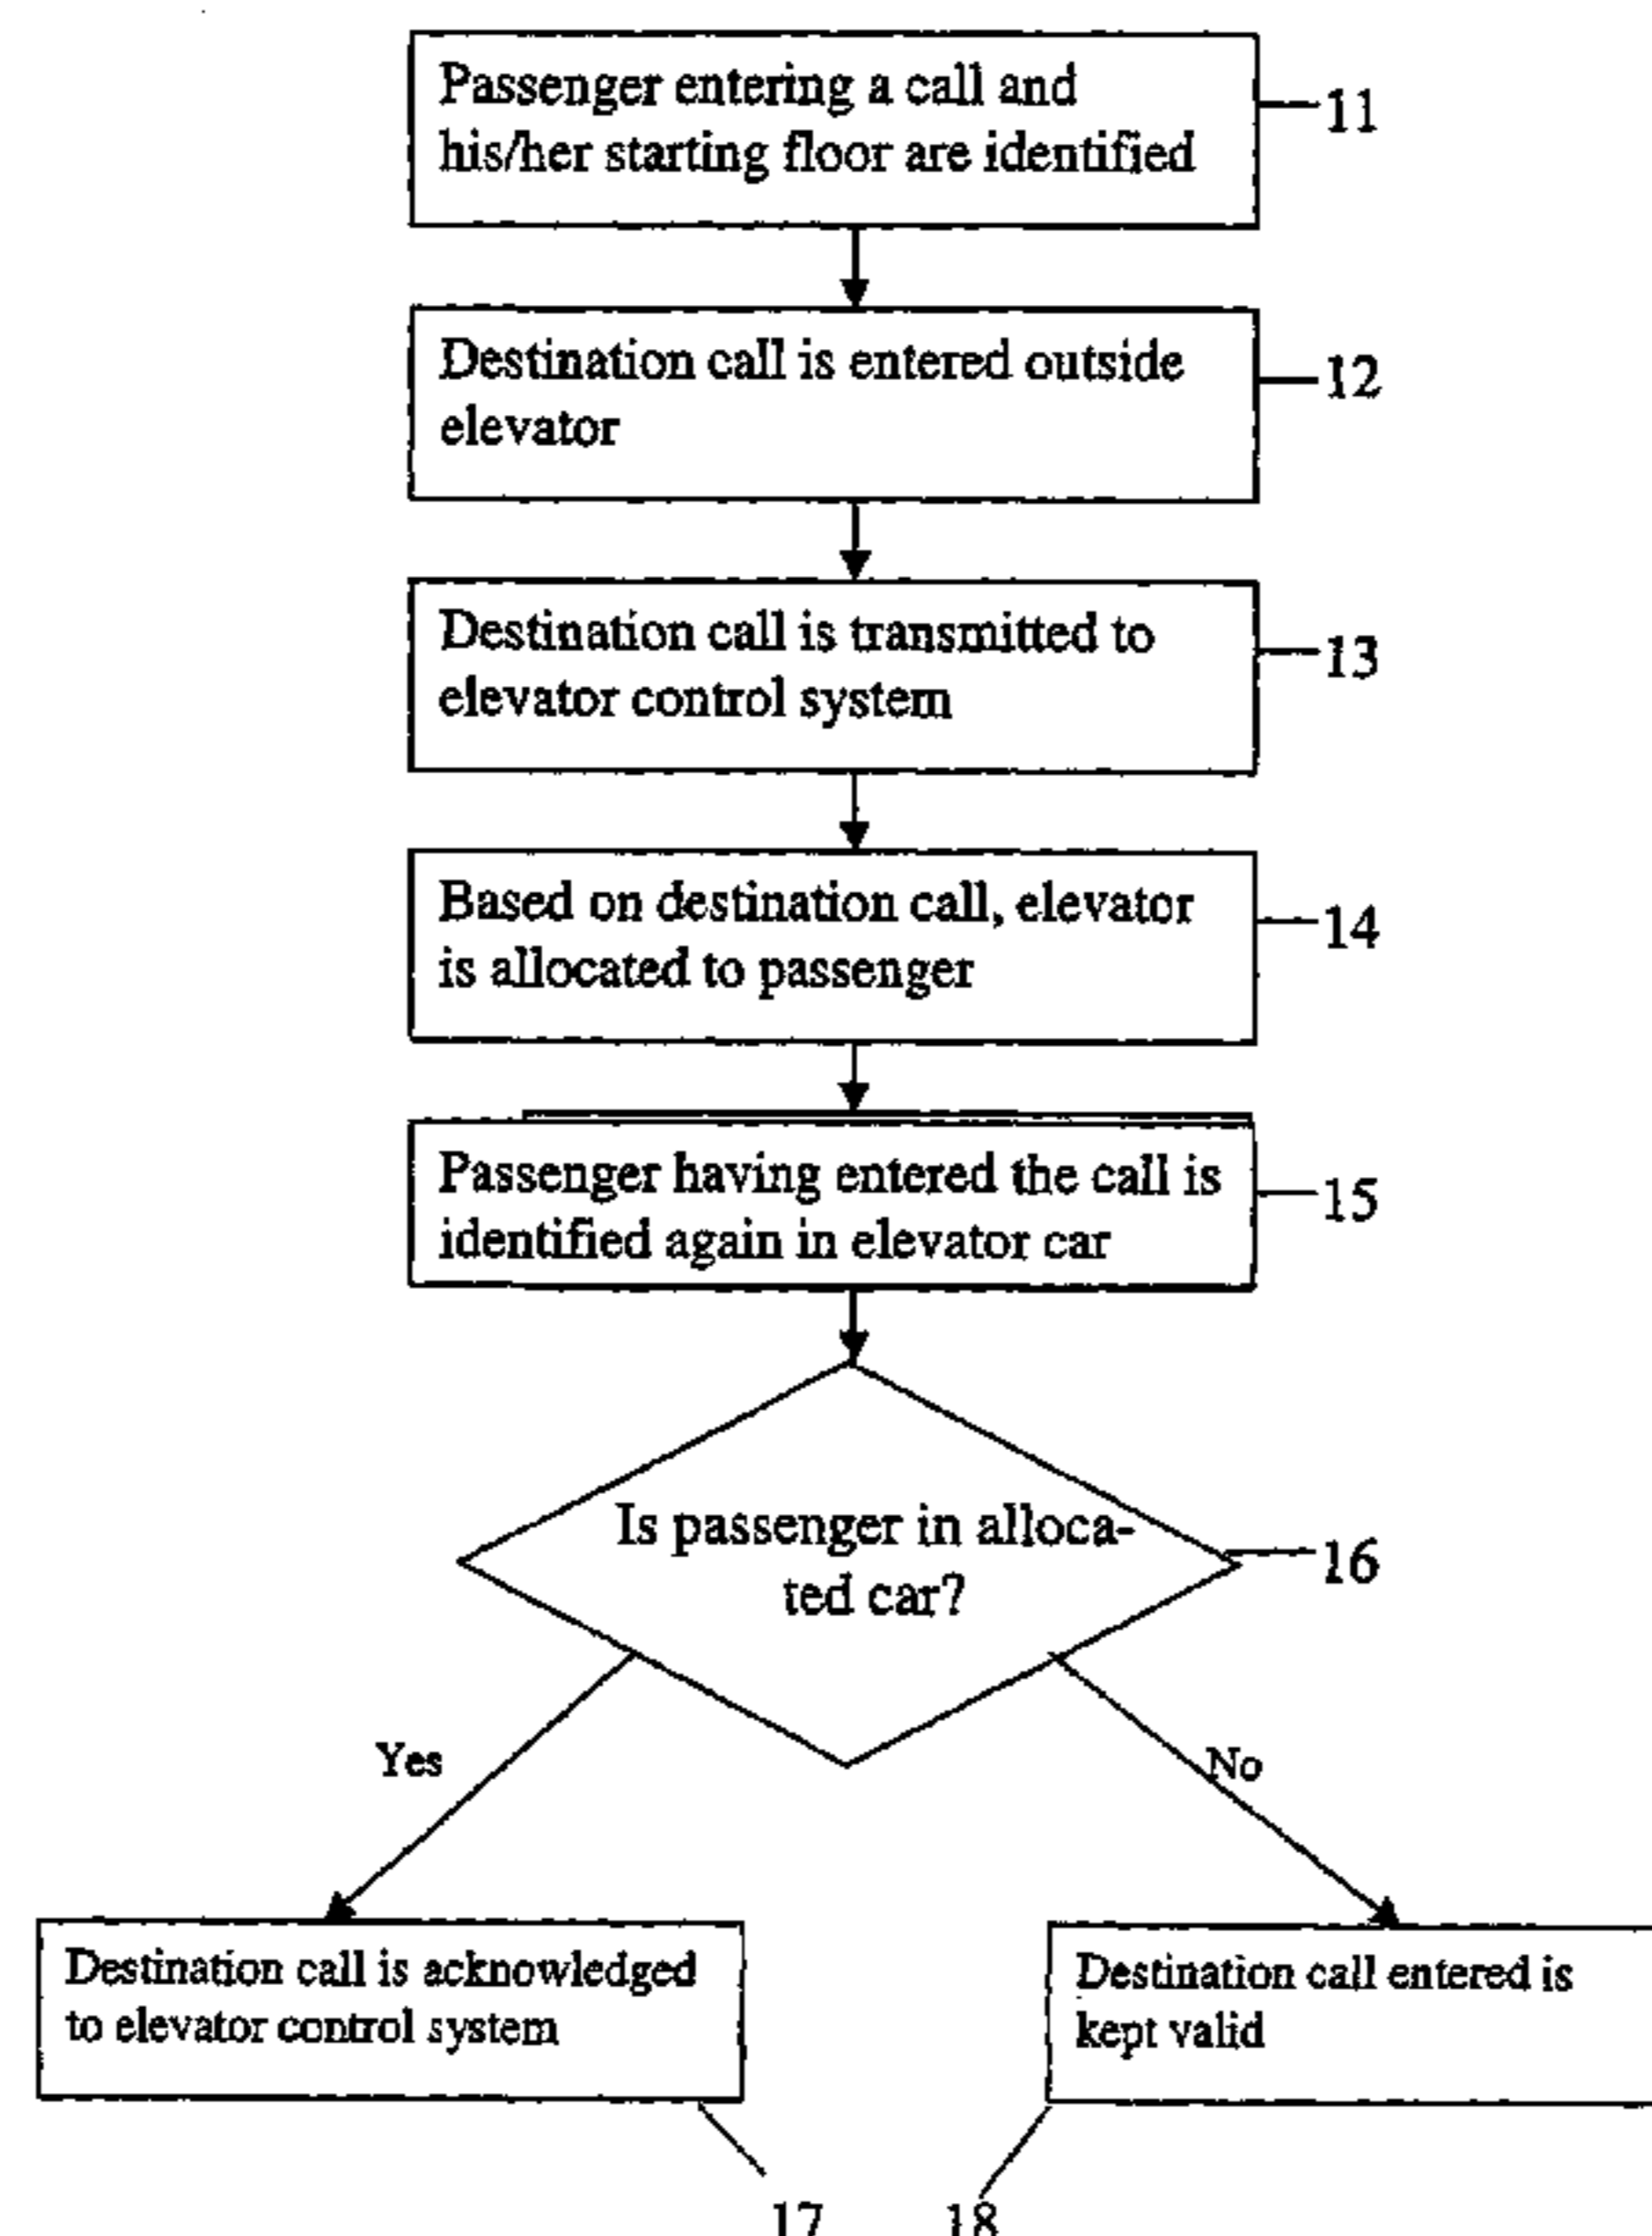 Passenger entering a call and
his/her starting floor are identified
11
Destination call is entered outside
elevator
12
Destination call is transmitted to
elevator control system
13
Based on destination call, elevator
is allocated to passenger
14
Passenger having entered the call is
identified again in elevator car
15
Is passenger in alloca-
ted car?
16
Yes
No
Destination call is acknowledged
to elevator control system
Destination call entered is
kept valid
17
18